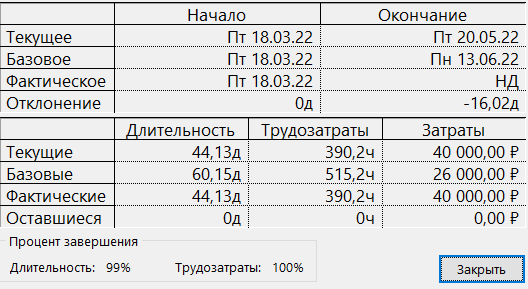 Начало Окончание
Текущее Пт 18.03.22 Пт 20.05.22
Базовое Пт 18.03.22 Пн 13.06.22
Фактическое Пт 18.03.22 НД
Отклонение 0д -16,02д
Длительность Трудозатраты Затраты
Текущие 44,13д 390,2ч 40 000,00 ₽
Базовые 60,15д 515,2ч 26 000,00 ₽
Фактические 44,13д 390,2ч 40 000,00 ₽
Оставшиеся 0д 0ч 0,00 ₽
Процент завершения
Длительность: 99% Трудозатраты: 100% Закрыть